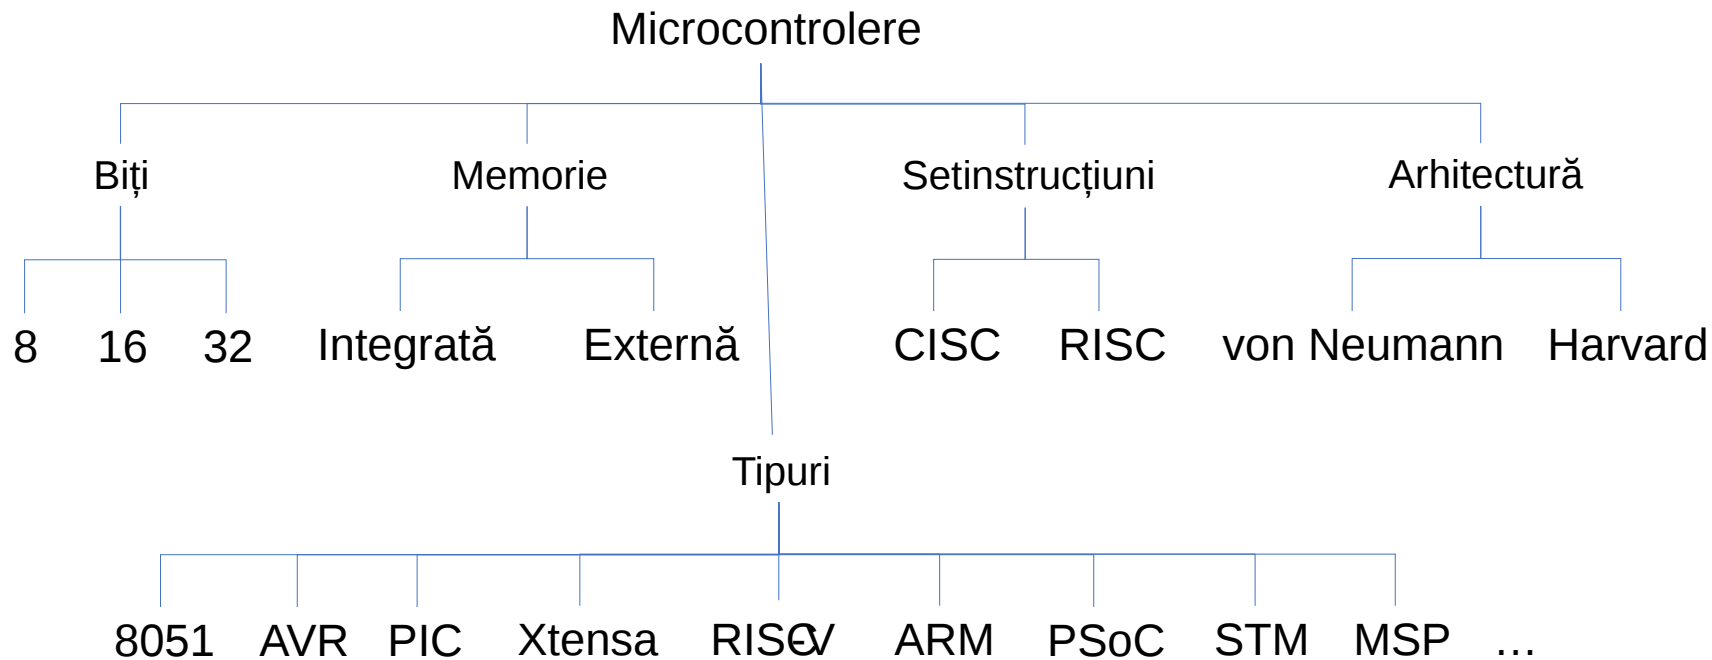 Microcontrolere
Biți Memorie Setinstrucțiuni Arhitectură
8 16 32 Integrată Externă CISC RISC von Neumann Harvard
Tipuri
8051 AVR PIC Xtensa RISC-V ARM PSoC STM MSP ...